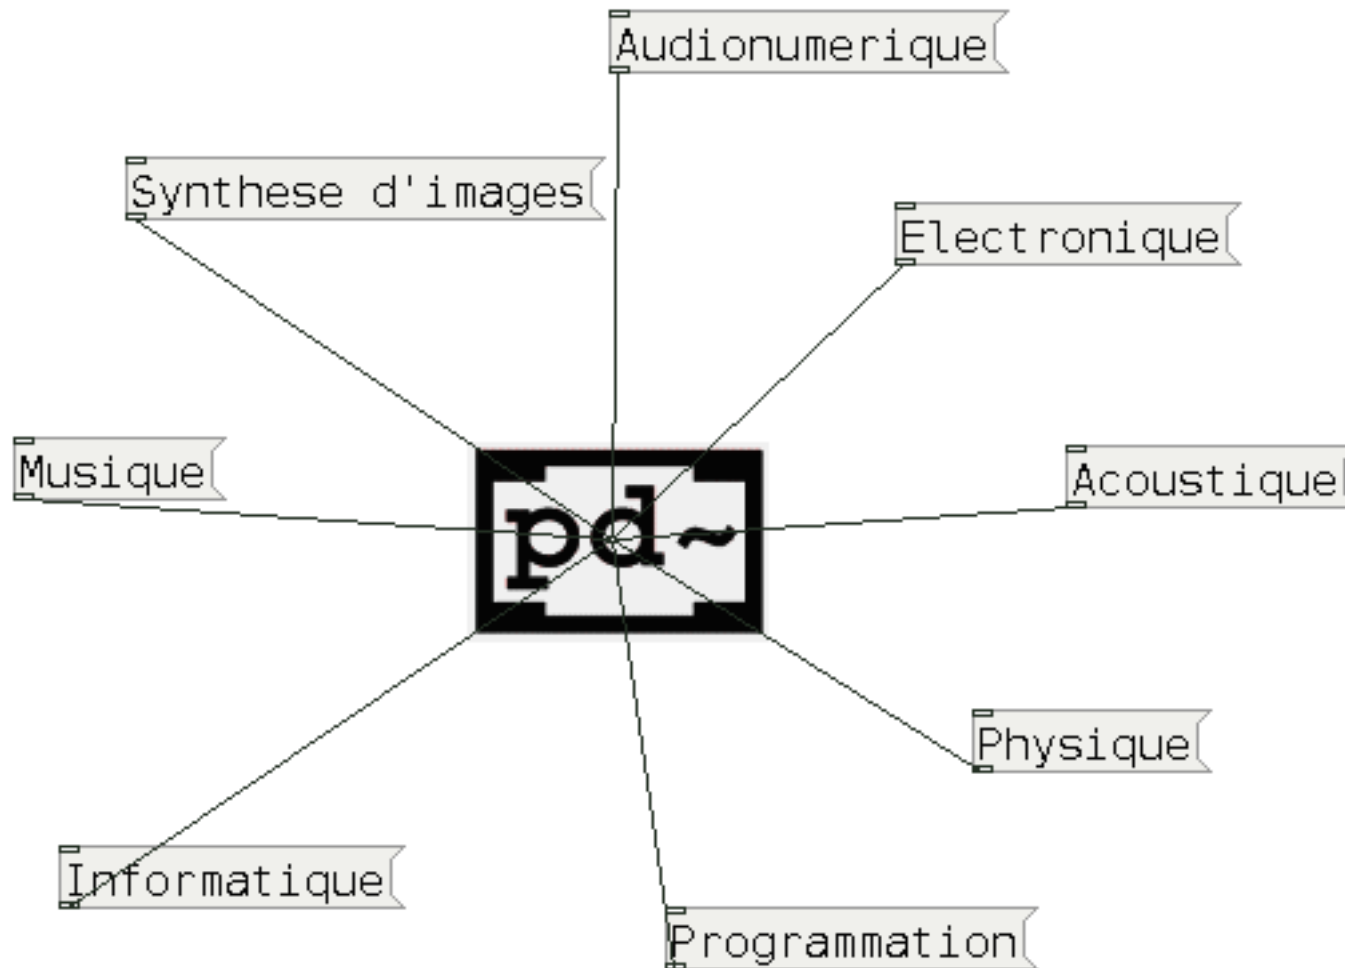 Audionumerique
Synthese d'images
Electronique
Musique
Acoustique
pd~
Physique
Informatique
Programmation